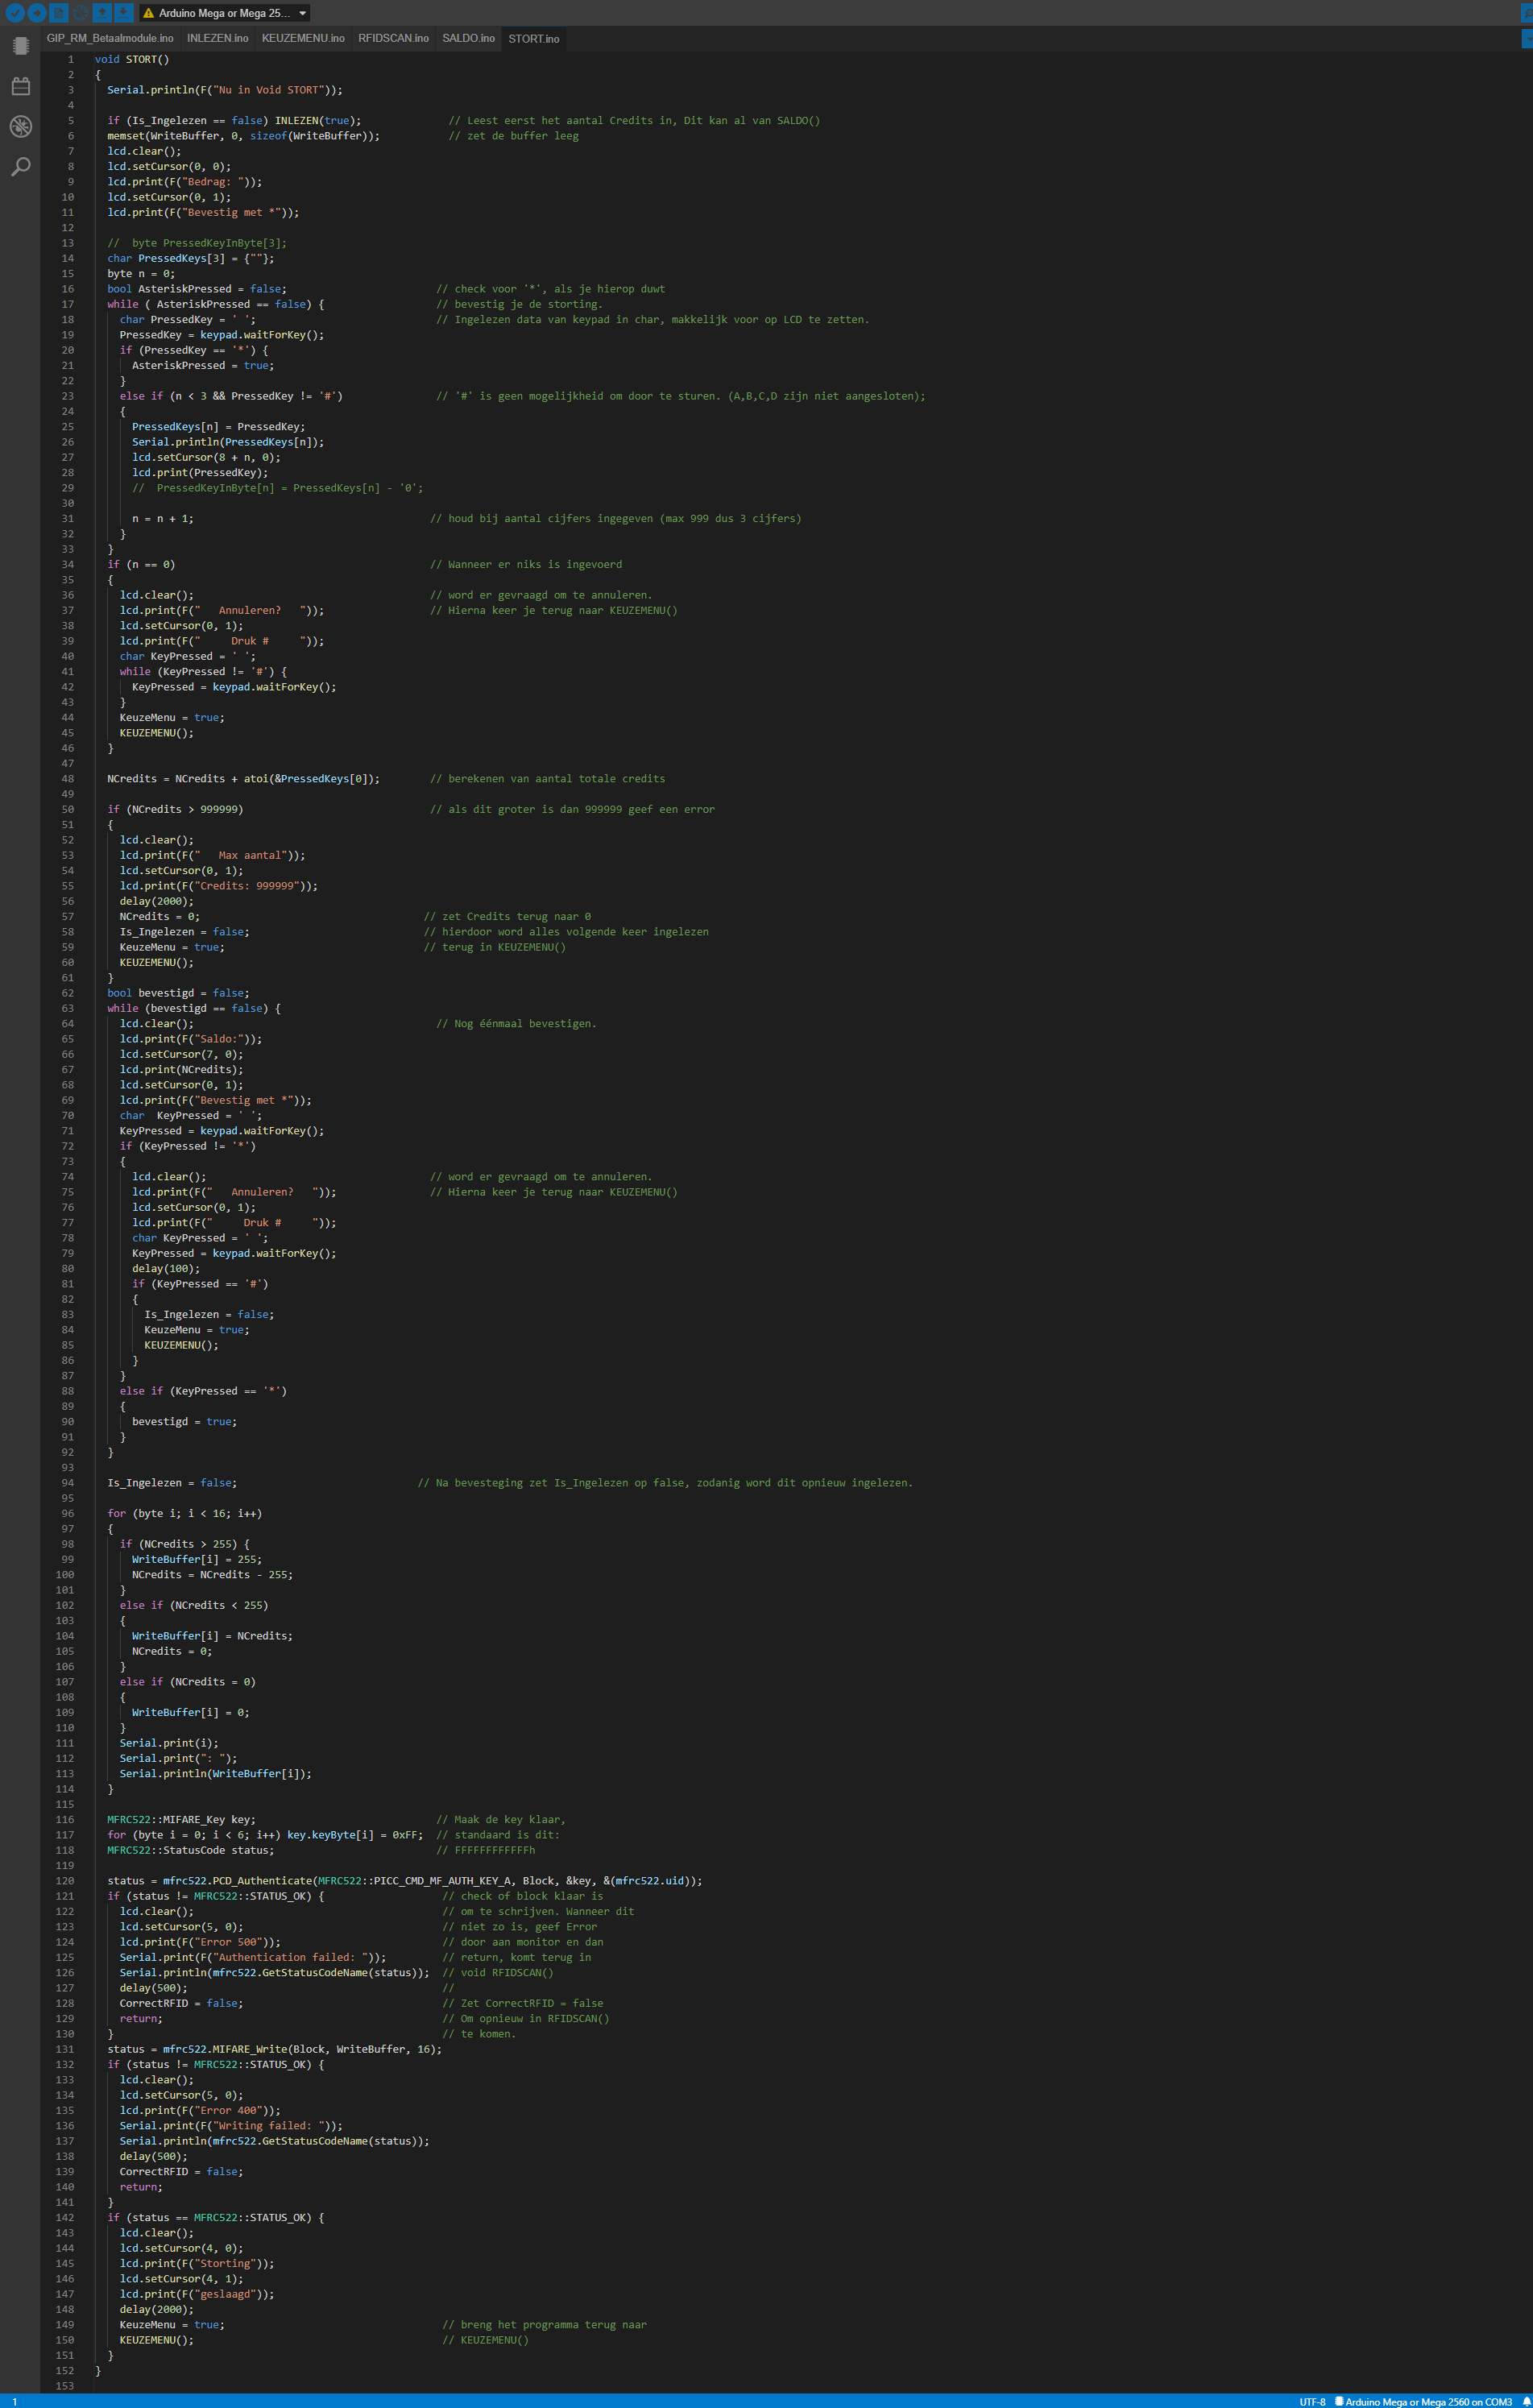 Arduino Mega or Mega 25...
GIP_RM_Betaalmodule.ino INLEZEN.ino KEUZEMENU.ino RFIDSCAN.ino SALDO.ino STORT.ino
1 void STORT()
2 {
3 Serial.println(F("Nu in Void STORT"));
4
5 if (Is_Ingelezen == false) INLEZEN(true); // Leest eerst het aantal Credits in, Dit kan al van SALDO()
6 memset(WriteBuffer, 0, sizeof(WriteBuffer)); // zet de buffer leeg
7 lcd.clear();
8 lcd.setCursor(0, 0);
9 lcd.print(F("Bedrag: "));
10 lcd.setCursor(0, 1);
11 lcd.print(F("Bevestig met *"));
12
13 // byte PressedKeyInByte[3];
14 char PressedKeys[3] = {""};
15 byte n = 0;
16 bool AsteriskPressed = false; // check voor '*', als je hierop duwt
17 while ( AsteriskPressed == false) { // bevestig je de storting.
18 char PressedKey = ' '; // Ingelezen data van keypad in char, makkelijk voor op LCD te zetten.
19 PressedKey = keypad.waitForKey();
20 if (PressedKey == '*') {
21 AsteriskPressed = true;
22 }
23 else if (n < 3 && PressedKey != '#') // '#' is geen mogelijkheid om door te sturen. (A,B,C,D zijn niet aangesloten);
24 {
25 PressedKeys[n] = PressedKey;
26 Serial.println(PressedKeys[n]);
27 lcd.setCursor(8 + n, 0);
28 lcd.print(PressedKey);
29 // PressedKeyInByte[n] = PressedKeys[n] - '0';
30
31 n = n + 1; // houd bij aantal cijfers ingegeven (max 999 dus 3 cijfers)
32 }
33 }
34 if (n == 0) // Wanneer er niks is ingevoerd
35 {
36 lcd.clear(); // word er gevraagd om te annuleren.
37 lcd.print(F("   Annuleren?   ")); // Hierna keer je terug naar KEUZEMENU()
38 lcd.setCursor(0, 1);
39 lcd.print(F("     Druk #     "));
40 char KeyPressed = ' ';
41 while (KeyPressed != '#') {
42 KeyPressed = keypad.waitForKey();
43 }
44 KeuzeMenu = true;
45 KEUZEMENU();
46 }
47
48 NCredits = NCredits + atoi(&PressedKeys[0]); // berekenen van aantal totale credits
49
50 if (NCredits > 999999) // als dit groter is dan 999999 geef een error
51 {
52 lcd.clear();
53 lcd.print(F("   Max aantal"));
54 lcd.setCursor(0, 1);
55 lcd.print(F("Credits: 999999"));
56 delay(2000);
57 NCredits = 0; // zet Credits terug naar 0
58 Is_Ingelezen = false; // hierdoor word alles volgende keer ingelezen
59 KeuzeMenu = true; // terug in KEUZEMENU()
60 KEUZEMENU();
61 }
62 bool bevestigd = false;
63 while (bevestigd == false) {
64 lcd.clear(); // Nog éénmaal bevestigen.
65 lcd.print(F("Saldo:"));
66 lcd.setCursor(7, 0);
67 lcd.print(NCredits);
68 lcd.setCursor(0, 1);
69 lcd.print(F("Bevestig met *"));
70 char  KeyPressed = ' ';
71 KeyPressed = keypad.waitForKey();
72 if (KeyPressed != '*')
73 {
74 lcd.clear(); // word er gevraagd om te annuleren.
75 lcd.print(F("   Annuleren?   ")); // Hierna keer je terug naar KEUZEMENU()
76 lcd.setCursor(0, 1);
77 lcd.print(F("     Druk #     "));
78 char KeyPressed = ' ';
79 KeyPressed = keypad.waitForKey();
80 delay(100);
81 if (KeyPressed == '#')
82 {
83 Is_Ingelezen = false;
84 KeuzeMenu = true;
85 KEUZEMENU();
86 }
87 }
88 else if (KeyPressed == '*')
89 {
90 bevestigd = true;
91 }
92 }
93
94 Is_Ingelezen = false; // Na bevesteging zet Is_Ingelezen op false, zodanig word dit opnieuw ingelezen.
95
96 for (byte i; i < 16; i++)
97 {
98 if (NCredits > 255) {
99 WriteBuffer[i] = 255;
100 NCredits = NCredits - 255;
101 }
102 else if (NCredits < 255)
103 {
104 WriteBuffer[i] = NCredits;
105 NCredits = 0;
106 }
107 else if (NCredits = 0)
108 {
109 WriteBuffer[i] = 0;
110 }
111 Serial.print(i);
112 Serial.print(": ");
113 Serial.println(WriteBuffer[i]);
114 }
115
116 MFRC522::MIFARE_Key key; // Maak de key klaar,
117 for (byte i = 0; i < 6; i++) key.keyByte[i] = 0xFF; // standaard is dit:
118 MFRC522::StatusCode status; // FFFFFFFFFFFFh
119
120 status = mfrc522.PCD_Authenticate(MFRC522::PICC_CMD_MF_AUTH_KEY_A, Block, &key, &(mfrc522.uid));
121 if (status != MFRC522::STATUS_OK) { // check of block klaar is
122 lcd.clear(); // om te schrijven. Wanneer dit
123 lcd.setCursor(5, 0); // niet zo is, geef Error
124 lcd.print(F("Error 500")); // door aan monitor en dan
125 Serial.print(F("Authentication failed: ")); // return, komt terug in
126 Serial.println(mfrc522.GetStatusCodeName(status)); // void RFIDSCAN()
127 delay(500); //
128 CorrectRFID = false; // Zet CorrectRFID = false
129 return; // Om opnieuw in RFIDSCAN()
130 } // te komen.
131 status = mfrc522.MIFARE_Write(Block, WriteBuffer, 16);
132 if (status != MFRC522::STATUS_OK) {
133 lcd.clear();
134 lcd.setCursor(5, 0);
135 lcd.print(F("Error 400"));
136 Serial.print(F("Writing failed: "));
137 Serial.println(mfrc522.GetStatusCodeName(status));
138 delay(500);
139 CorrectRFID = false;
140 return;
141 }
142 if (status == MFRC522::STATUS_OK) {
143 lcd.clear();
144 lcd.setCursor(4, 0);
145 lcd.print(F("Storting"));
146 lcd.setCursor(4, 1);
147 lcd.print(F("geslaagd"));
148 delay(2000);
149 KeuzeMenu = true; // breng het programma terug naar
150 KEUZEMENU(); // KEUZEMENU()
151 }
152 }
153
1 UTF-8 Arduino Mega or Mega 2560 on COM3